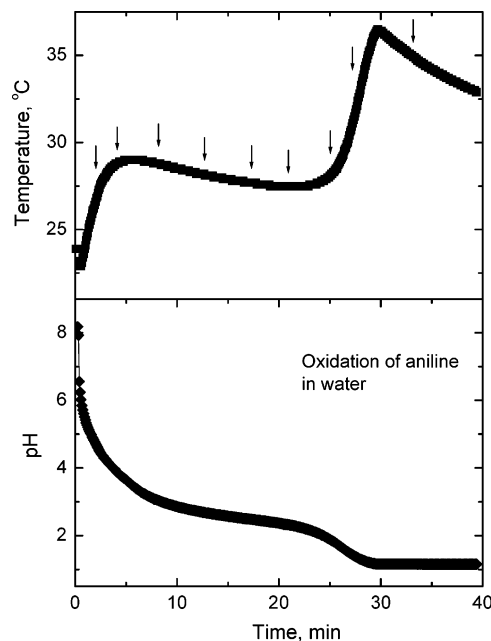 35
30
25
Temperature, °C
8
6
4
2
pH
Oxidation of aniline
in water
0
10
20
30
40
Time, min